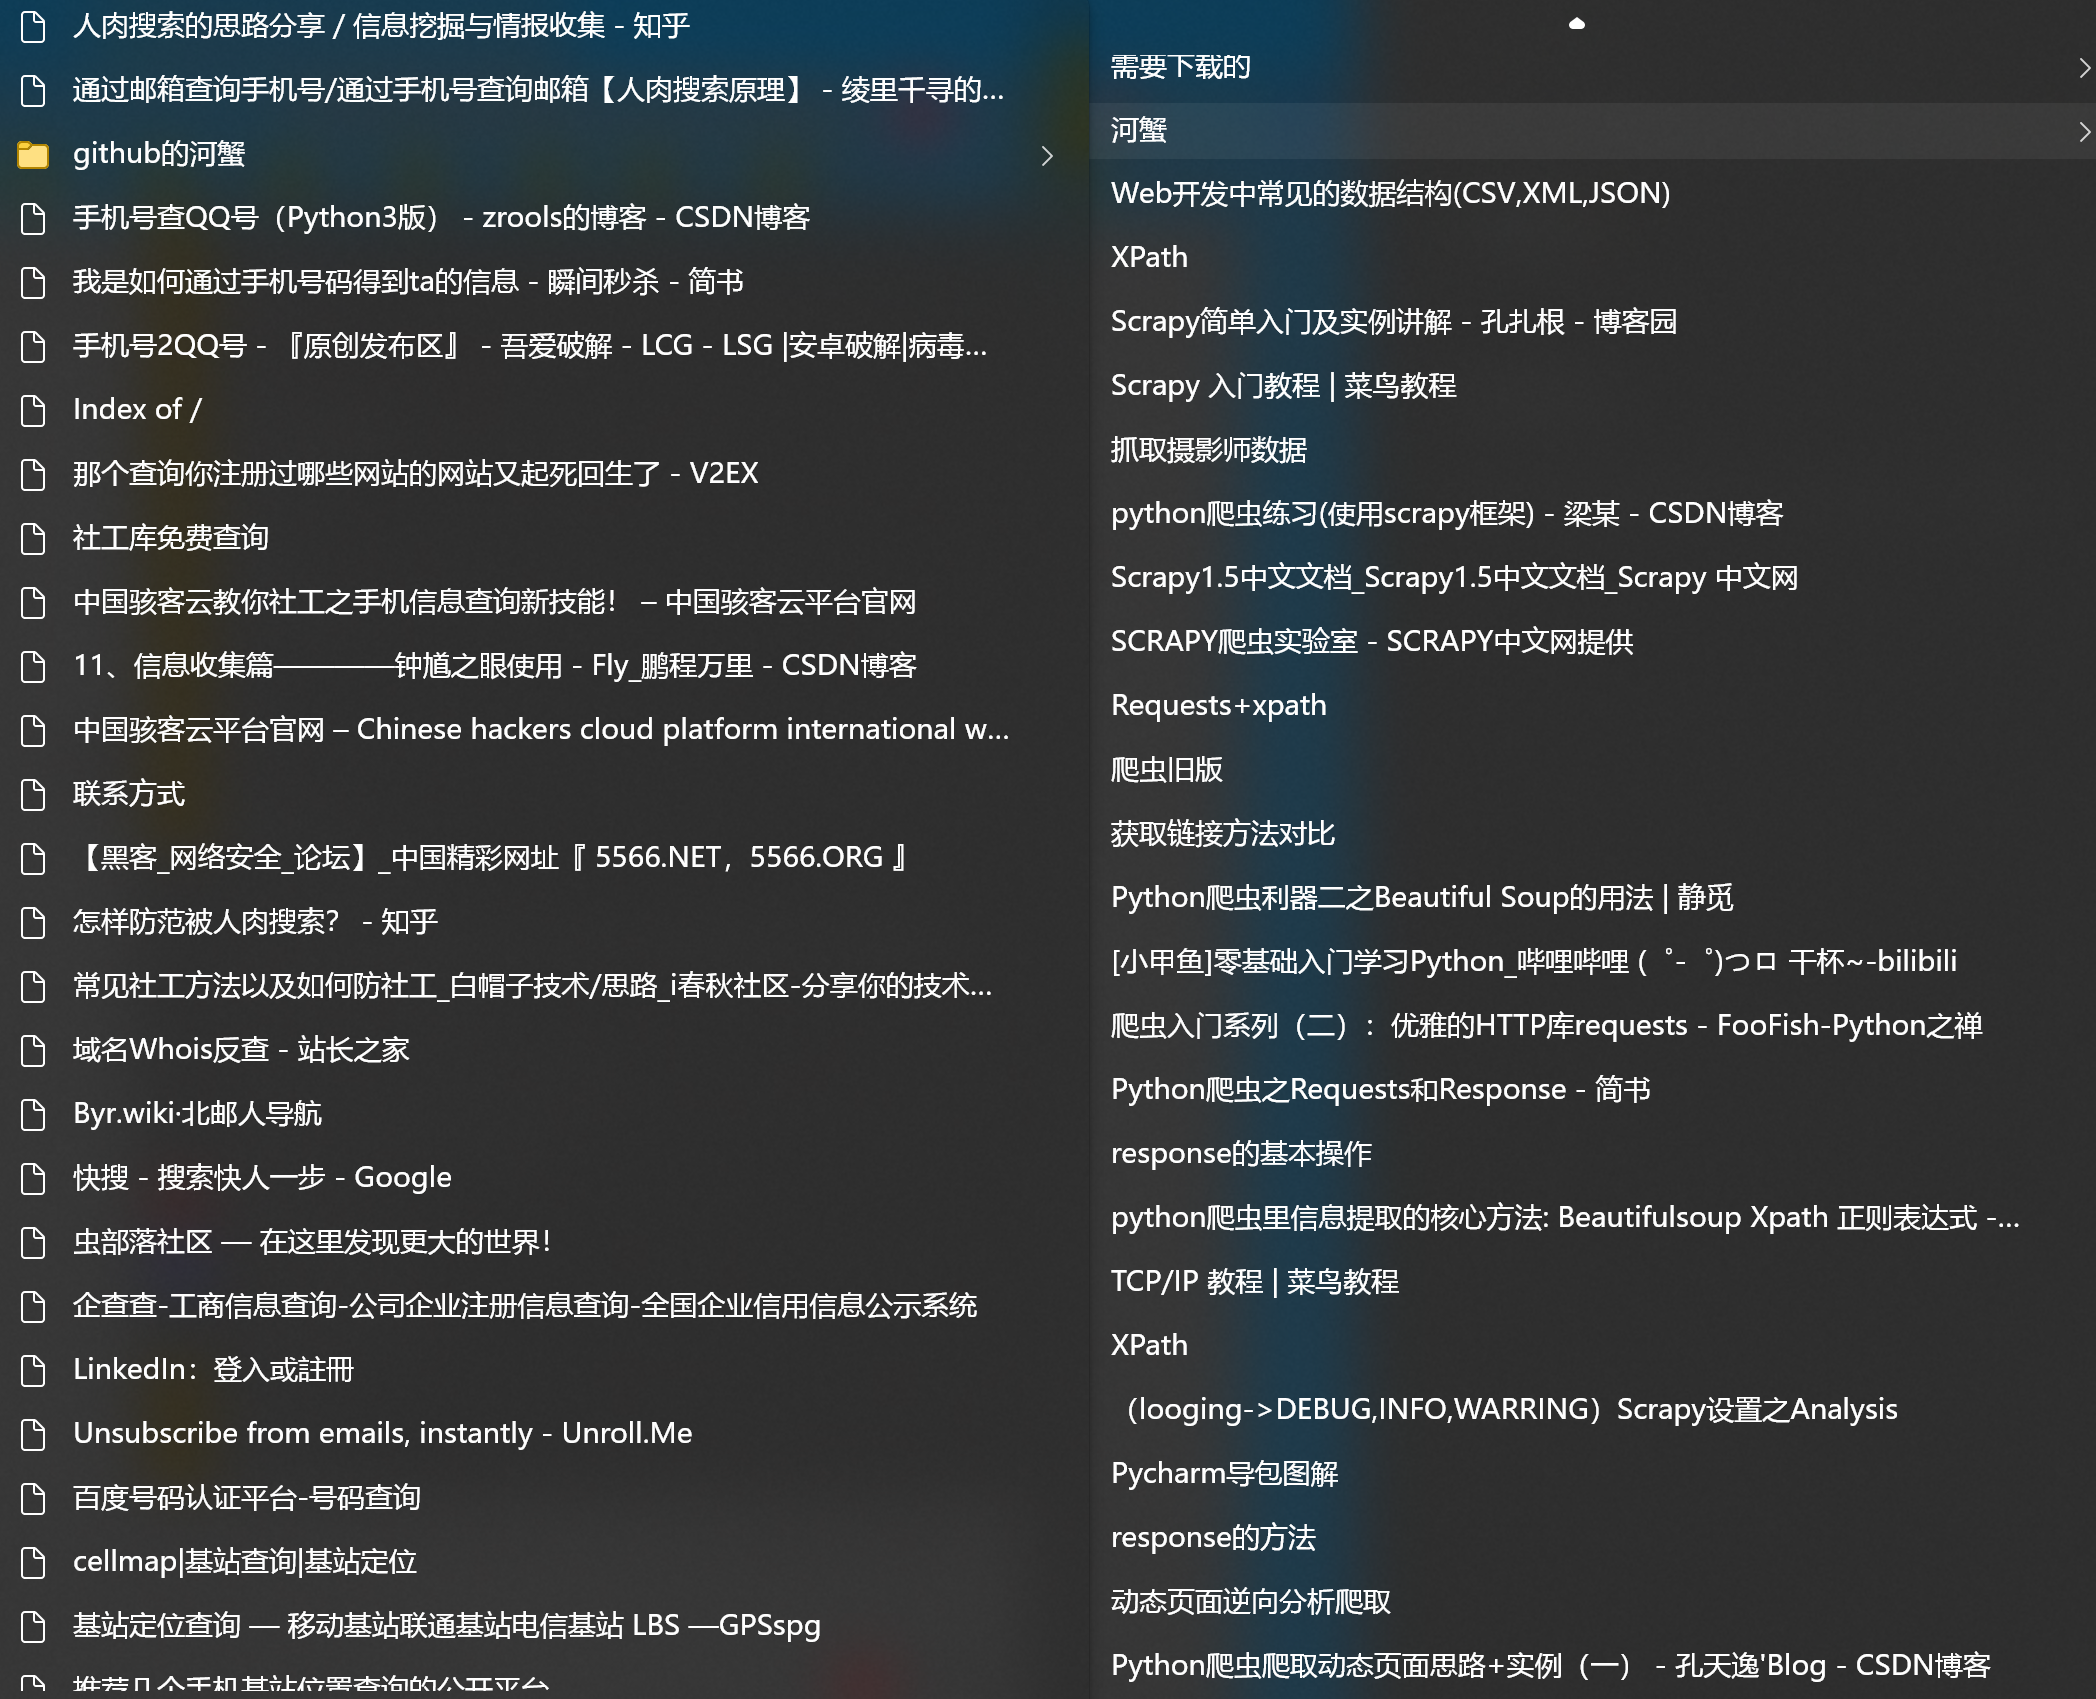 人肉搜索的思路分享 / 信息挖掘与情报收集 - 知乎
通过邮箱查询手机号/通过手机号查询邮箱【人肉搜索原理】 - 绫里千寻的...
github的河蟹
手机号查QQ号（Python3版） - zrools的博客 - CSDN博客
我是如何通过手机号码得到ta的信息 - 瞬间秒杀 - 简书
手机号2QQ号 - 『原创发布区』 - 吾爱破解 - LCG - LSG |安卓破解|病毒...
Index of /
那个查询你注册过哪些网站的网站又起死回生了 - V2EX
社工库免费查询
中国骇客云教你社工之手机信息查询新技能！ – 中国骇客云平台官网
11、信息收集篇————钟馗之眼使用 - Fly_鹏程万里 - CSDN博客
中国骇客云平台官网 – Chinese hackers cloud platform international w...
联系方式
【黑客_网络安全_论坛】_中国精彩网址『 5566.NET，5566.ORG 』
怎样防范被人肉搜索？ - 知乎
常见社工方法以及如何防社工_白帽子技术/思路_i春秋社区-分享你的技术...
域名Whois反查 - 站长之家
Byr.wiki·北邮人导航
快搜 - 搜索快人一步 - Google
虫部落社区 — 在这里发现更大的世界！
企查查-工商信息查询-公司企业注册信息查询-全国企业信用信息公示系统
LinkedIn：登入或註冊
Unsubscribe from emails, instantly - Unroll.Me
百度号码认证平台-号码查询
cellmap|基站查询|基站定位
基站定位查询 — 移动基站联通基站电信基站 LBS —GPSspg
推荐几个手机基站位置查询的公开平台
需要下载的
河蟹
Web开发中常见的数据结构(CSV,XML,JSON)
XPath
Scrapy简单入门及实例讲解 - 孔扎根 - 博客园
Scrapy 入门教程 | 菜鸟教程
抓取摄影师数据
python爬虫练习(使用scrapy框架) - 梁某 - CSDN博客
Scrapy1.5中文文档_Scrapy1.5中文文档_Scrapy 中文网
SCRAPY爬虫实验室 - SCRAPY中文网提供
Requests+xpath
爬虫旧版
获取链接方法对比
Python爬虫利器二之Beautiful Soup的用法 | 静觅
[小甲鱼]零基础入门学习Python_哔哩哔哩 (゜-゜)つロ 干杯~-bilibili
爬虫入门系列（二）：优雅的HTTP库requests - FooFish-Python之禅
Python爬虫之Requests和Response - 简书
response的基本操作
python爬虫里信息提取的核心方法: Beautifulsoup Xpath 正则表达式 -...
TCP/IP 教程 | 菜鸟教程
XPath
（looging->DEBUG,INFO,WARRING）Scrapy设置之Analysis
Pycharm导包图解
response的方法
动态页面逆向分析爬取
Python爬虫爬取动态页面思路+实例（一） - 孔天逸'Blog - CSDN博客